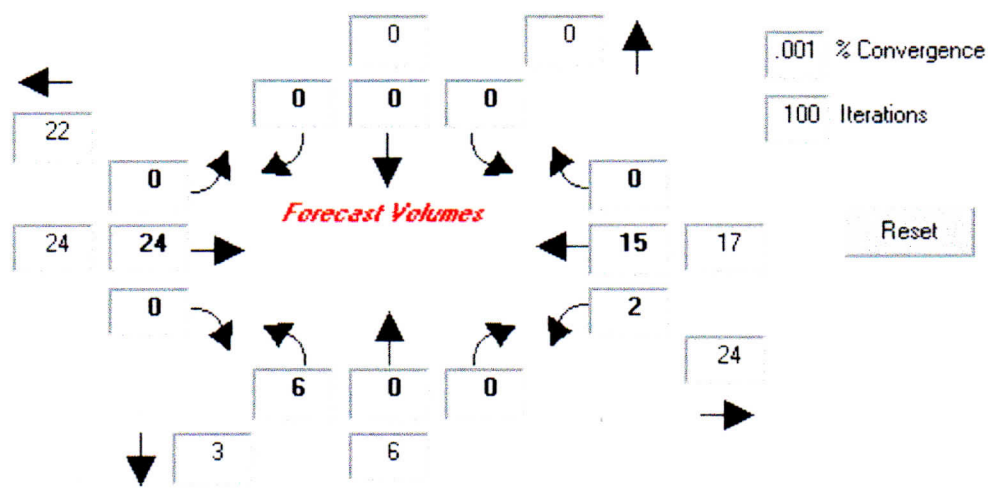 0 0
.001 % Convergence
0 0 0
100 Iterations
22
0 0
Forecast Volumes
24 24 15 17
Reset
0 2
24
6 0 0
3 6